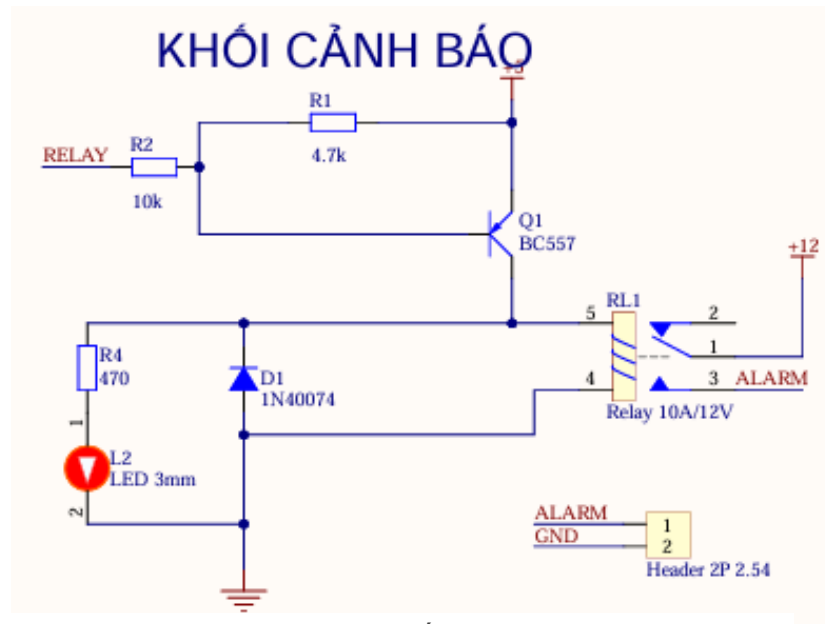 KHỐI CẢNH BÁO
+5
R1
4.7k
R2
RELAY
10k
Q1
BC557
+12
RL1
5
2
1
4
3
ALARM
Relay 10A/12V
R4
470
D1
1N40074
1
L2
LED 3mm
2
ALARM
1
GND
2
Header 2P 2.54